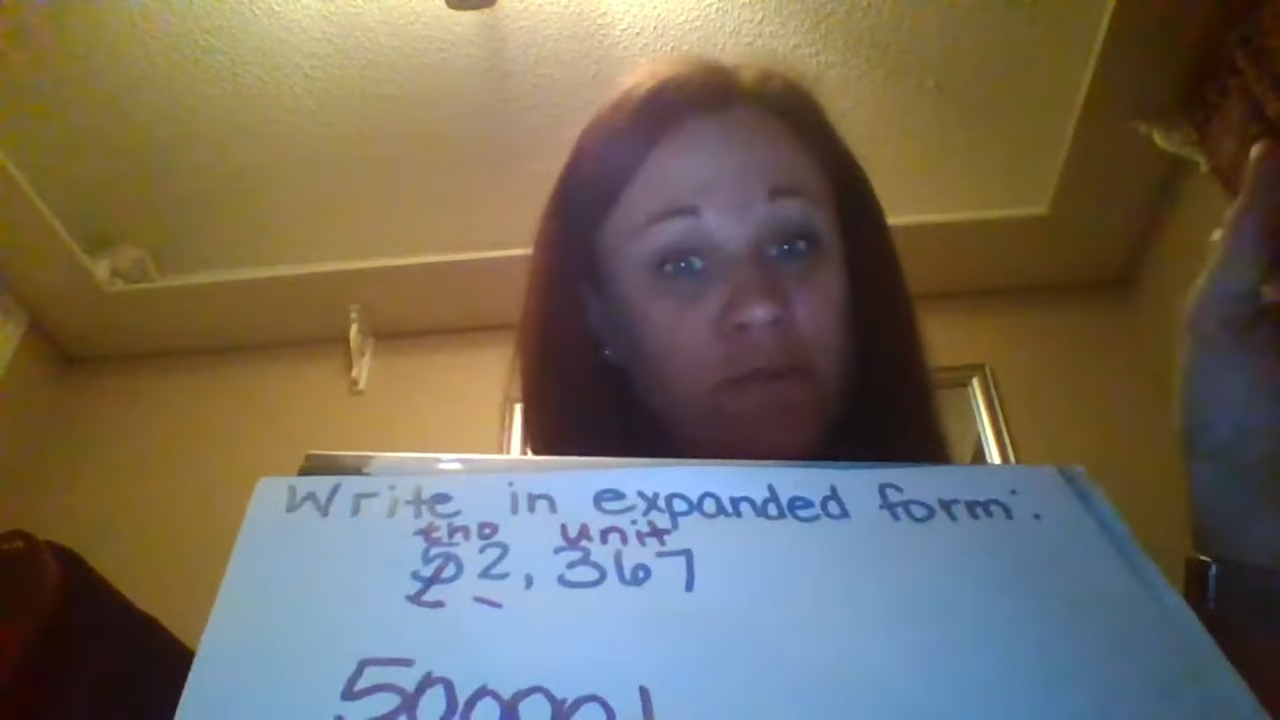 Write in expanded form:
tho unit
52,367
50000